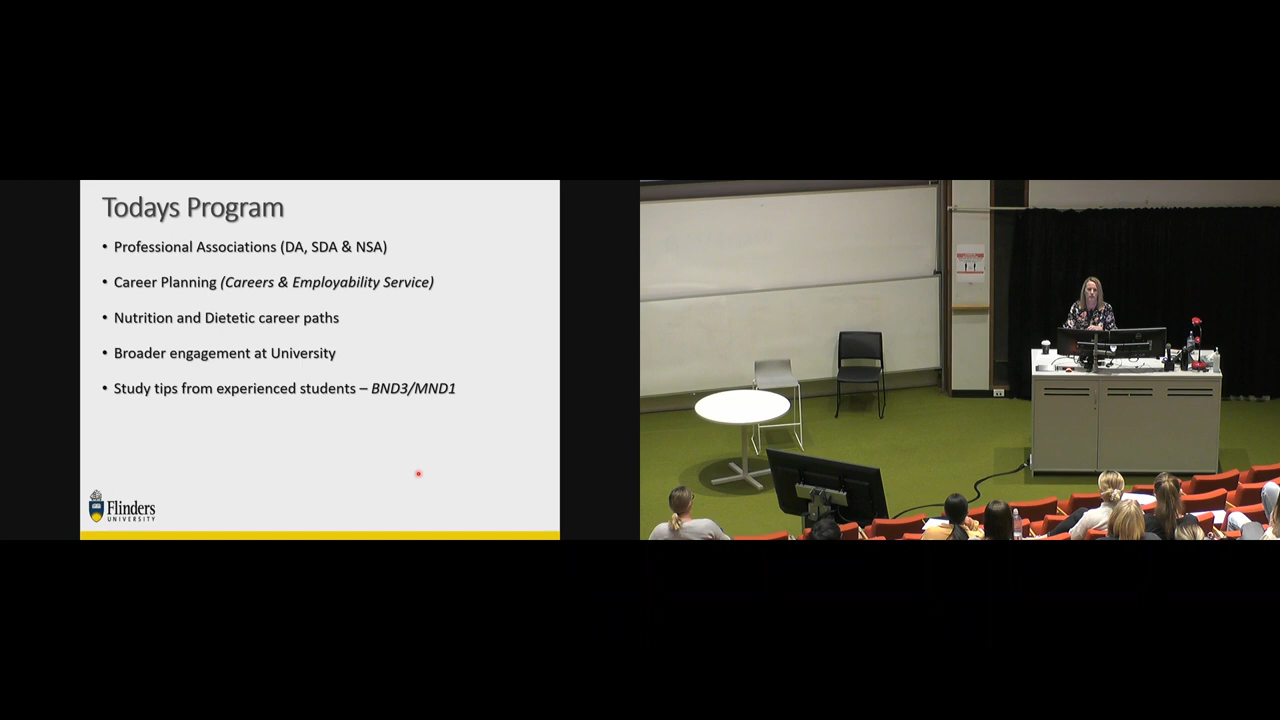 Todays Program
• Professional Associations (DA, SDA & NSA)
• Career Planning (Careers & Employability Service)
• Nutrition and Dietetic career paths
• Broader engagement at University
• Study tips from experienced students – BND3/MND1
Flinders
UNIVERSITY